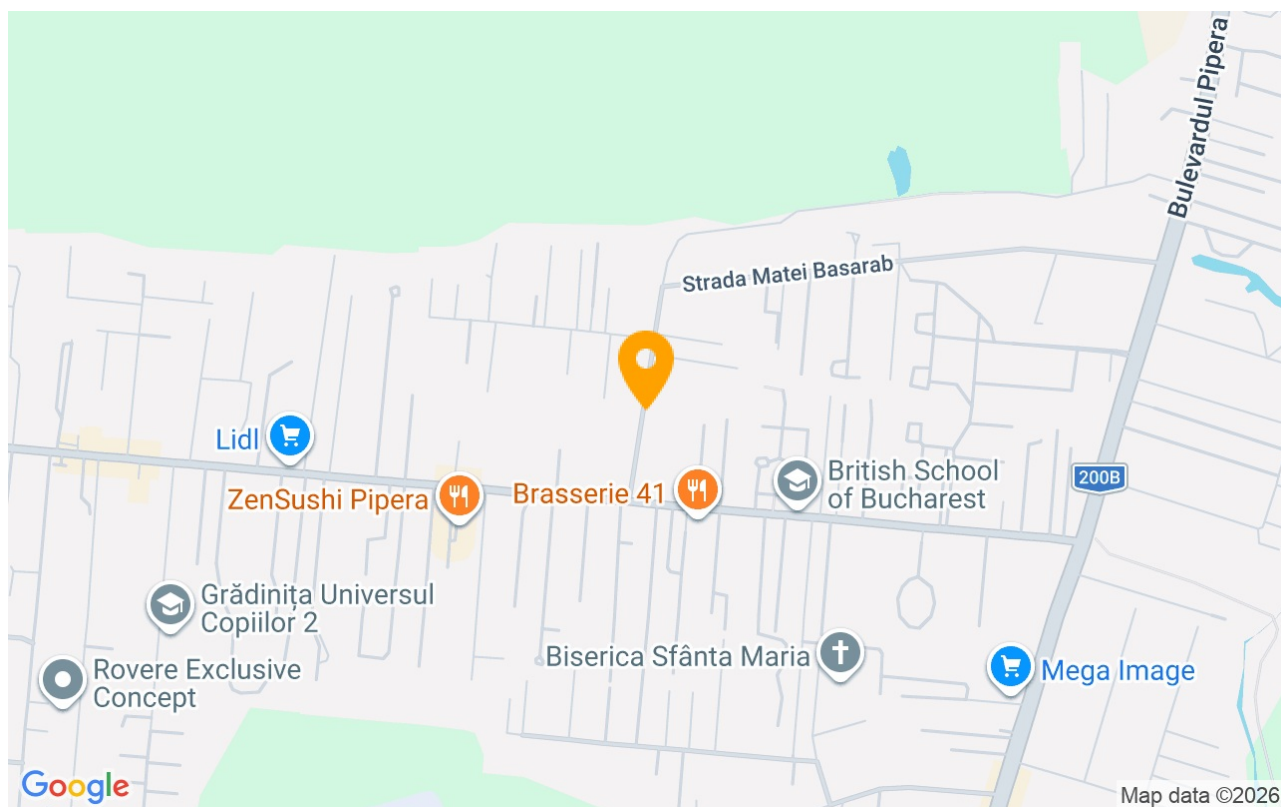 Bulevardul Pipera
Strada Matei Basarab
Lidl
ZenSushi Pipera
Brasserie 41
British School
of Bucharest
200B
Grădinița Universul
Copiilor 2
Biserica Sfânta Maria
Rovere Exclusive
Concept
Mega Image
Google
Map data ©2026